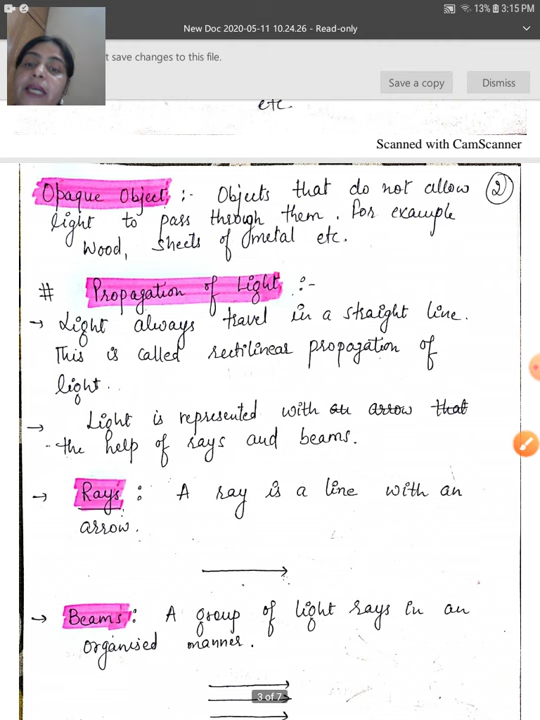 13% 3:15 PM
New Doc 2020-05-11 10.24.26 - Read-only
t save changes to this file.
Save a copy
Dismiss
etc.
Scanned with CamScanner
Opaque Object :- Objects that do not allow (2)
light to pass through them. For example
Wood, sheets of metal etc.
# Propagation of Light :-
→ Light always travel in a straight line.
This is called rectilinear propagation of
light.
→ Light is represented with an arrow that
the help of rays and beams.
→ Rays : A ray is a line with an
arrow.
→ Beams : A group of light rays in an
organised manner.
3 of 7